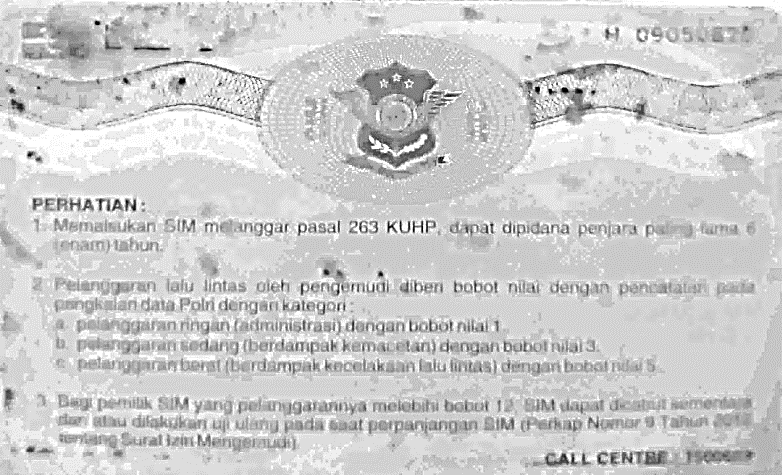 PERHATIAN :
1. Memalsukan SIM melanggar pasal 263 KUHP, dapat dipidana penjara paling lama 6
(enam) tahun.
2. Pelanggaran lalu lintas oleh pengemudi diberi bobot nilai dengan pencatatan pada
pangkalan data Polri dengan kategori :
a. pelanggaran ringan (administrasi) dengan bobot nilai 1.
b. pelanggaran sedang (berdampak kemacetan) dengan bobot nilai 3.
c. pelanggaran berat (berdampak kecelakaan lalu lintas) dengan bobot nilai 5.
3. Bagi pemilik SIM yang pelanggarannya melebihi bobot 12, SIM dapat dicabut sementara
dan atau dilakukan uji ulang pada saat perpanjangan SIM (Perkap Nomor 9 Tahun
tentang Surat Izin Mengemudi).
CALL CENTRE :